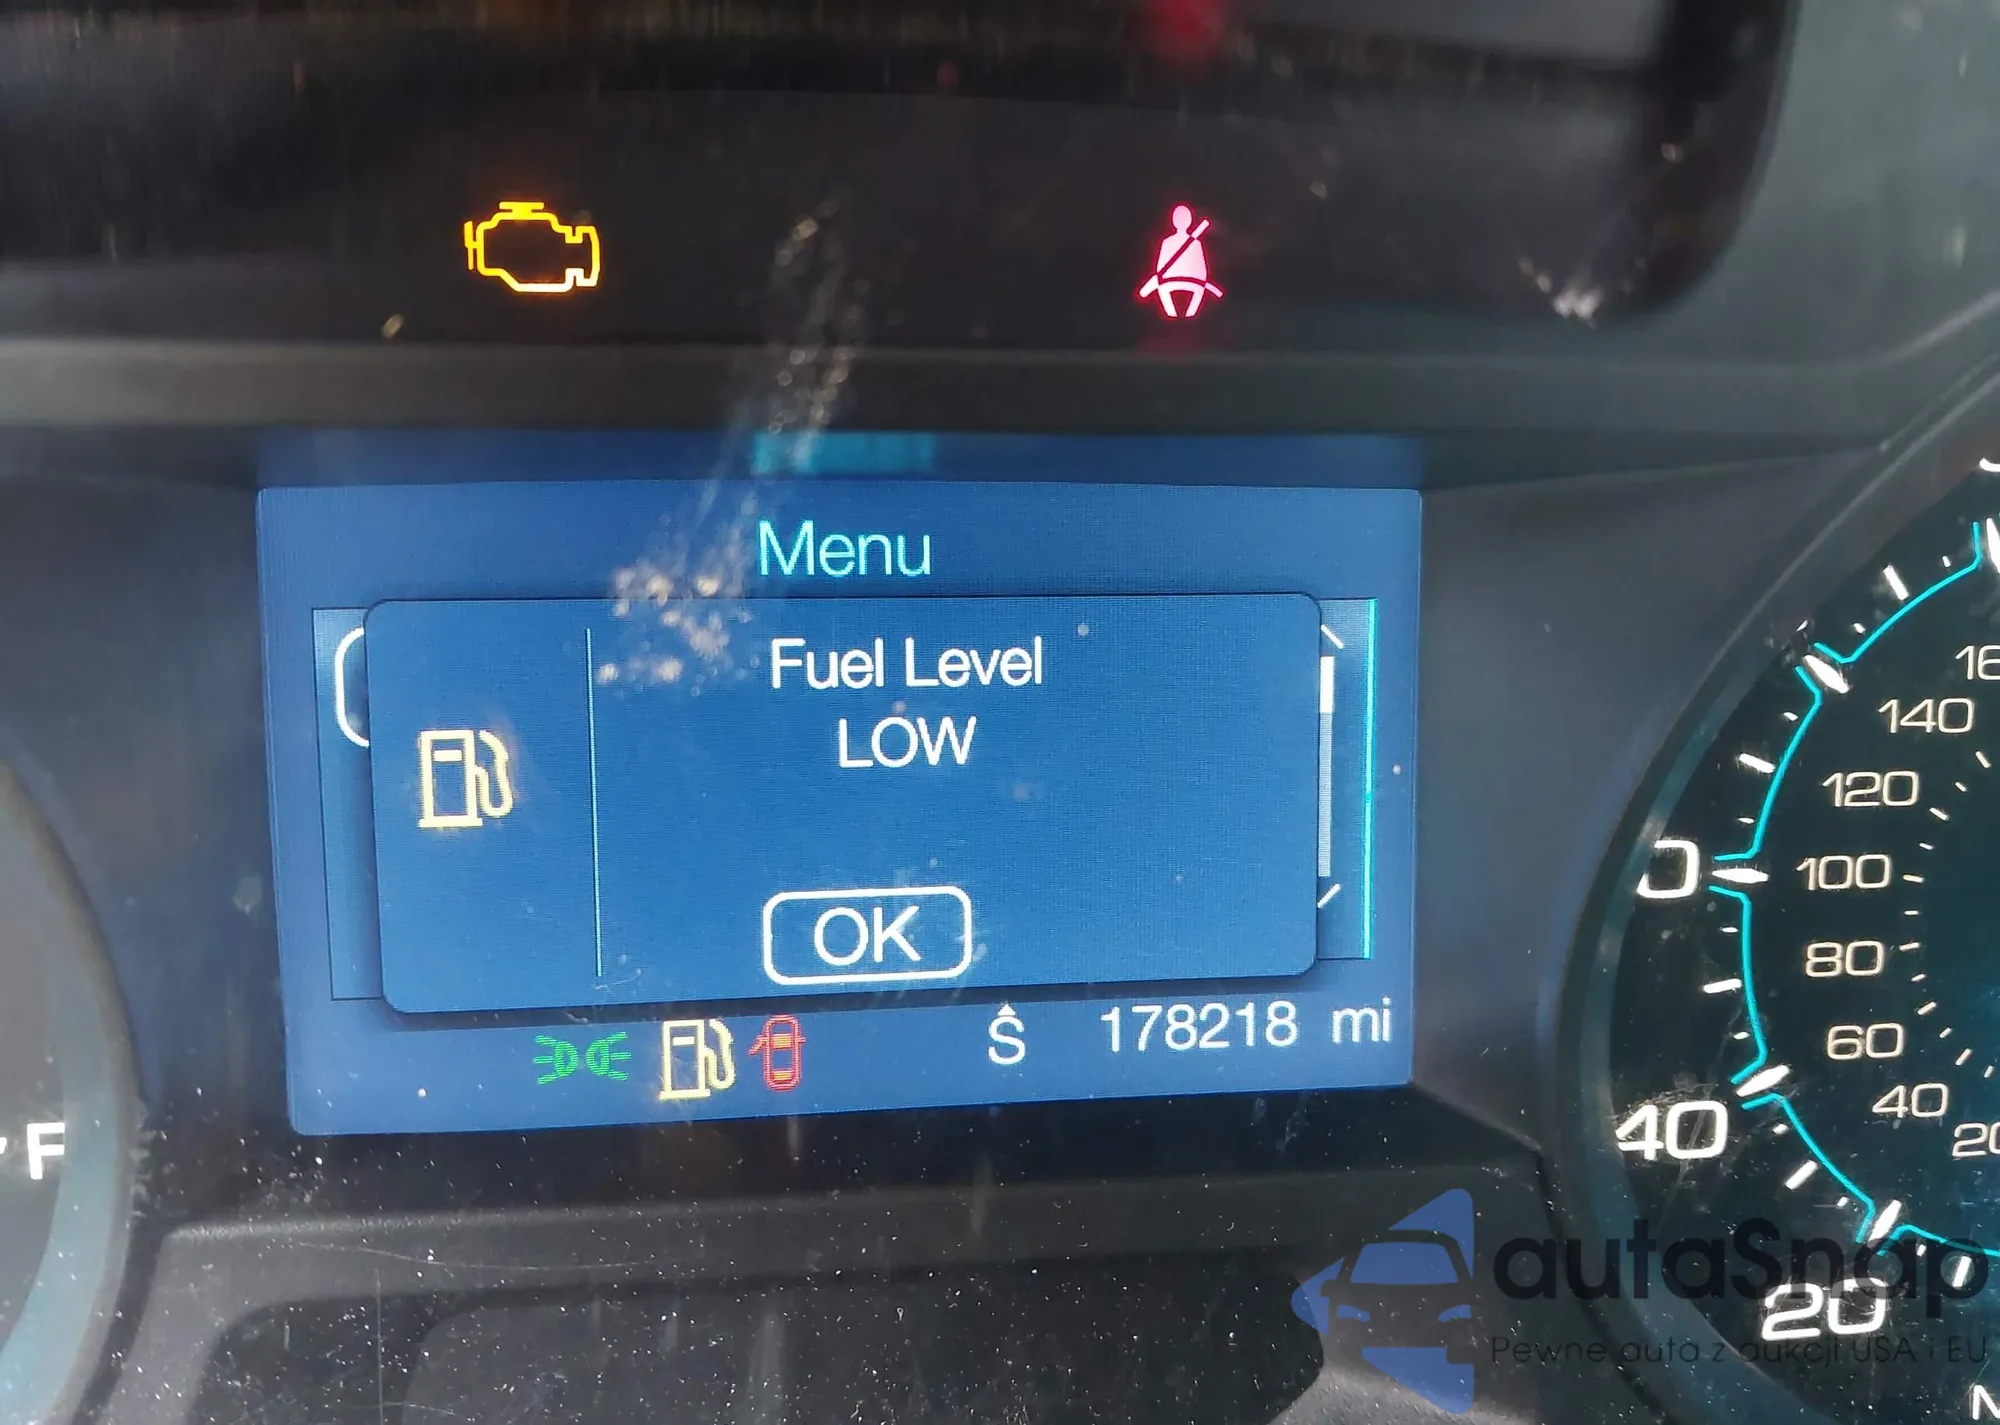 Menu
Fuel Level
LOW
OK
S
178218 mi
F
140
120
100
80
60
40
40
20
autaSnap
Pewne auta z aukcji USA i EU